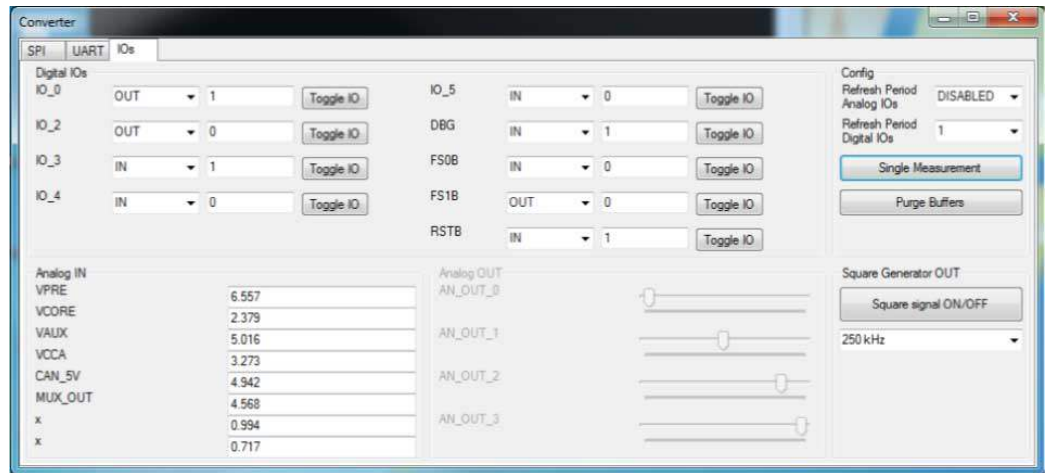 Converter
SPI UART IOs
Digital IOs
IO_0 OUT 1 Toggle IO
IO_2 OUT 0 Toggle IO
IO_3 IN 1 Toggle IO
IO_4 IN 0 Toggle IO
IO_5 IN 0 Toggle IO
DBG IN 1 Toggle IO
FS0B IN 0 Toggle IO
FS1B OUT 0 Toggle IO
RSTB IN 1 Toggle IO
Config
Refresh Period
Analog IOs
DISABLED
Refresh Period
Digital IOs
1
Single Measurement
Purge Buffers
Analog IN
VPRE 6.557
VCORE 2.379
VAUX 5.016
VCCA 3.273
CAN_5V 4.942
MUX_OUT 4.568
x 0.994
x 0.717
Analog OUT
AN_OUT_0
AN_OUT_1
AN_OUT_2
AN_OUT_3
Square Generator OUT
Square signal ON/OFF
250 kHz